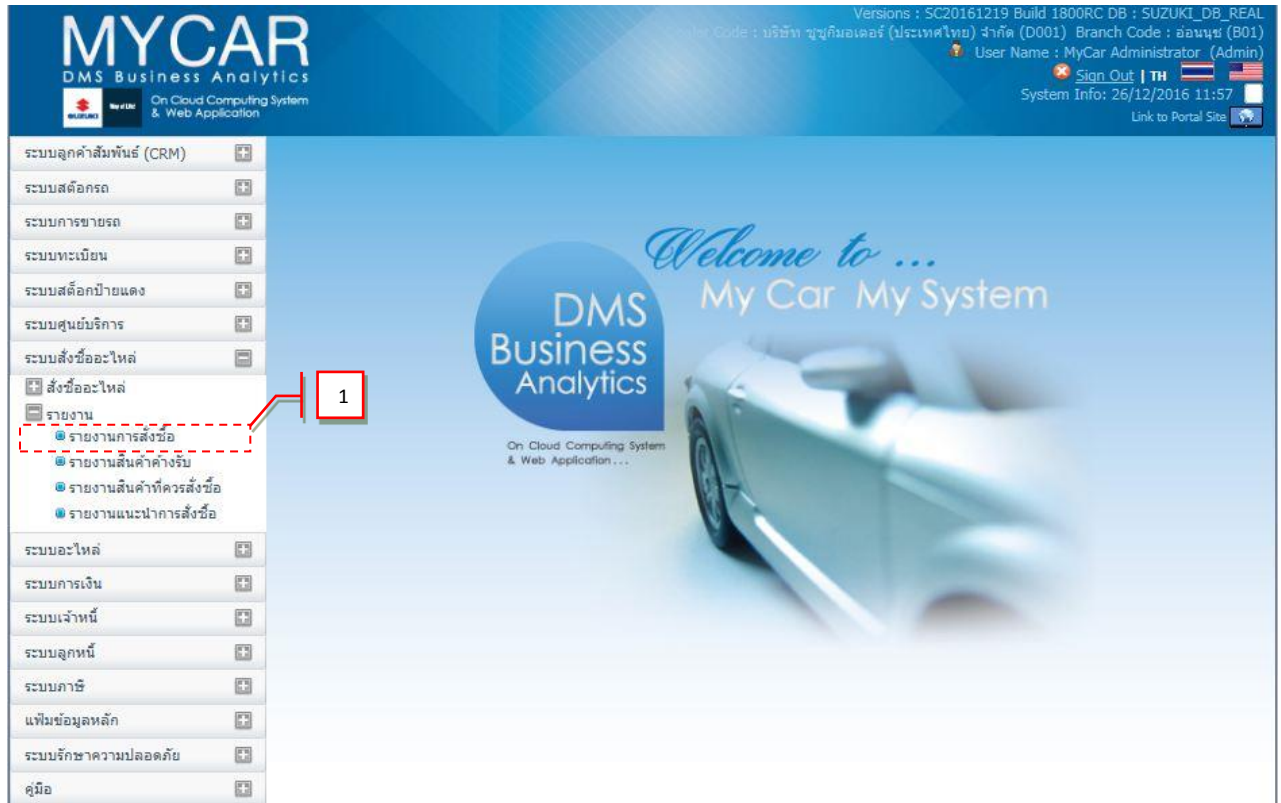 MYCAR
DMS Business Analytics
SUZUKI
Way of Life!
On Cloud Computing System
& Web Application
Versions : SC20161219 Build 1800RC DB : SUZUKI_DB_REAL
Code : บริษัท ซูซูกิมอเตอร์ (ประเทศไทย) จำกัด (D001) Branch Code : อ่อนนุช (B01)
User Name : MyCar Administrator (Admin)
Sign Out | TH
System Info: 26/12/2016 11:57
Link to Portal Site
ระบบลูกค้าสัมพันธ์ (CRM)
ระบบสต๊อกรถ
ระบบการขายรถ
ระบบทะเบียน
ระบบสต๊อกป้ายแดง
ระบบศูนย์บริการ
ระบบสั่งซื้ออะไหล่
สั่งซื้ออะไหล่
รายงาน
รายงานการสั่งซื้อ
รายงานสินค้าค้างรับ
รายงานสินค้าที่ควรสั่งซื้อ
รายงานแนะนำการสั่งซื้อ
ระบบอะไหล่
ระบบการเงิน
ระบบเจ้าหนี้
ระบบลูกหนี้
ระบบภาษี
แฟ้มข้อมูลหลัก
ระบบรักษาความปลอดภัย
คู่มือ
1
Welcome to ...
My Car My System
DMS
Business
Analytics
On Cloud Computing System
& Web Application...